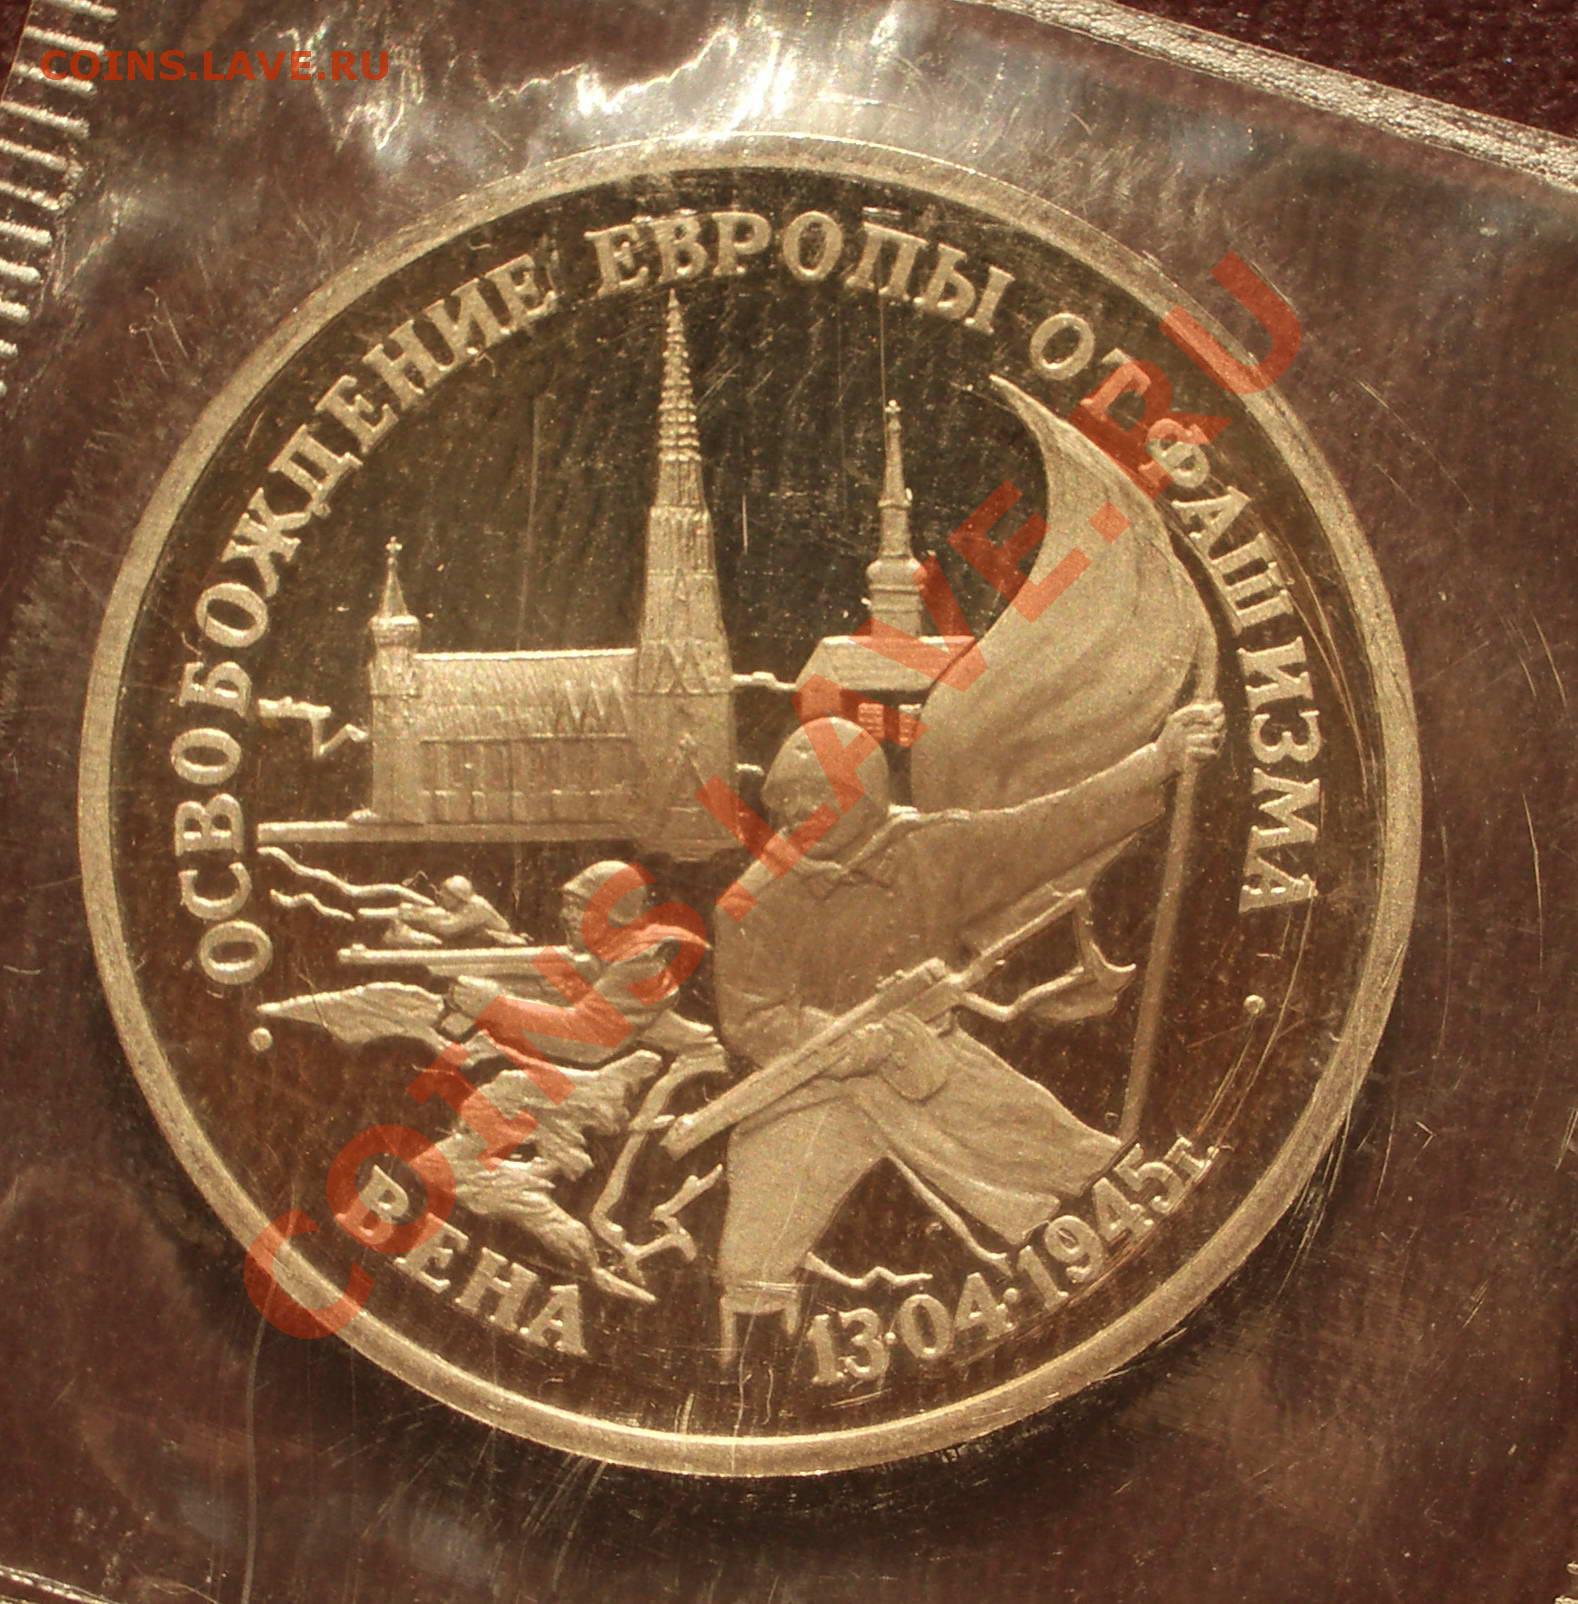 COINS.LAVE.RU
ОСВОБОЖДЕНИЕ ЕВРОПЫ ОТ ФАШИЗМА
COINS.LAVE.RU
ВЕНА
13·04·1945г.